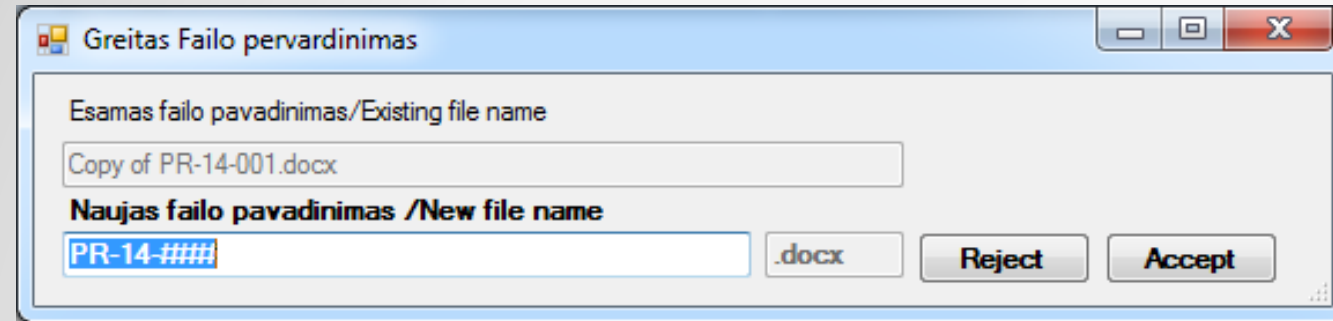 Greitas Failo pervardinimas
Esamas failo pavadinimas/Existing file name
Copy of PR-14-001.docx
Naujas failo pavadinimas /New file name
PR-14-### .docx Reject Accept